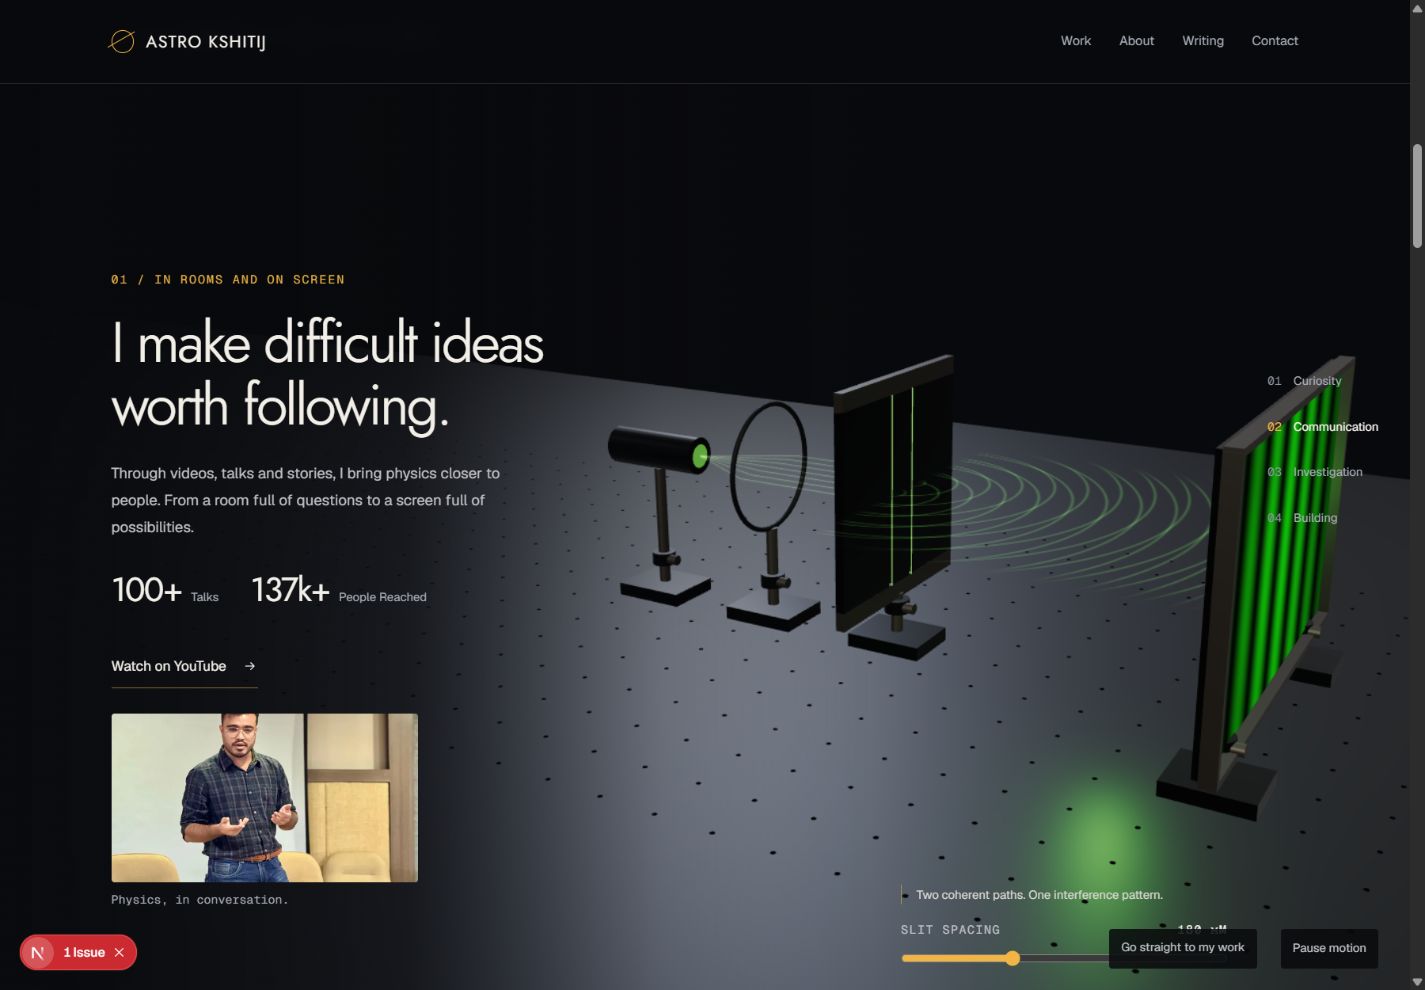 ASTRO KSHITIJ
Work
About
Writing
Contact
01 / IN ROOMS AND ON SCREEN
I make difficult ideas
worth following.
Through videos, talks and stories, I bring physics closer to
people. From a room full of questions to a screen full of
possibilities.
100+ Talks
137k+ People Reached
Watch on YouTube →
Physics, in conversation.
01 Curiosity
02 Communication
03 Investigation
04 Building
Two coherent paths. One interference pattern.
SLIT SPACING
Go straight to my work
Pause motion
N 1 Issue